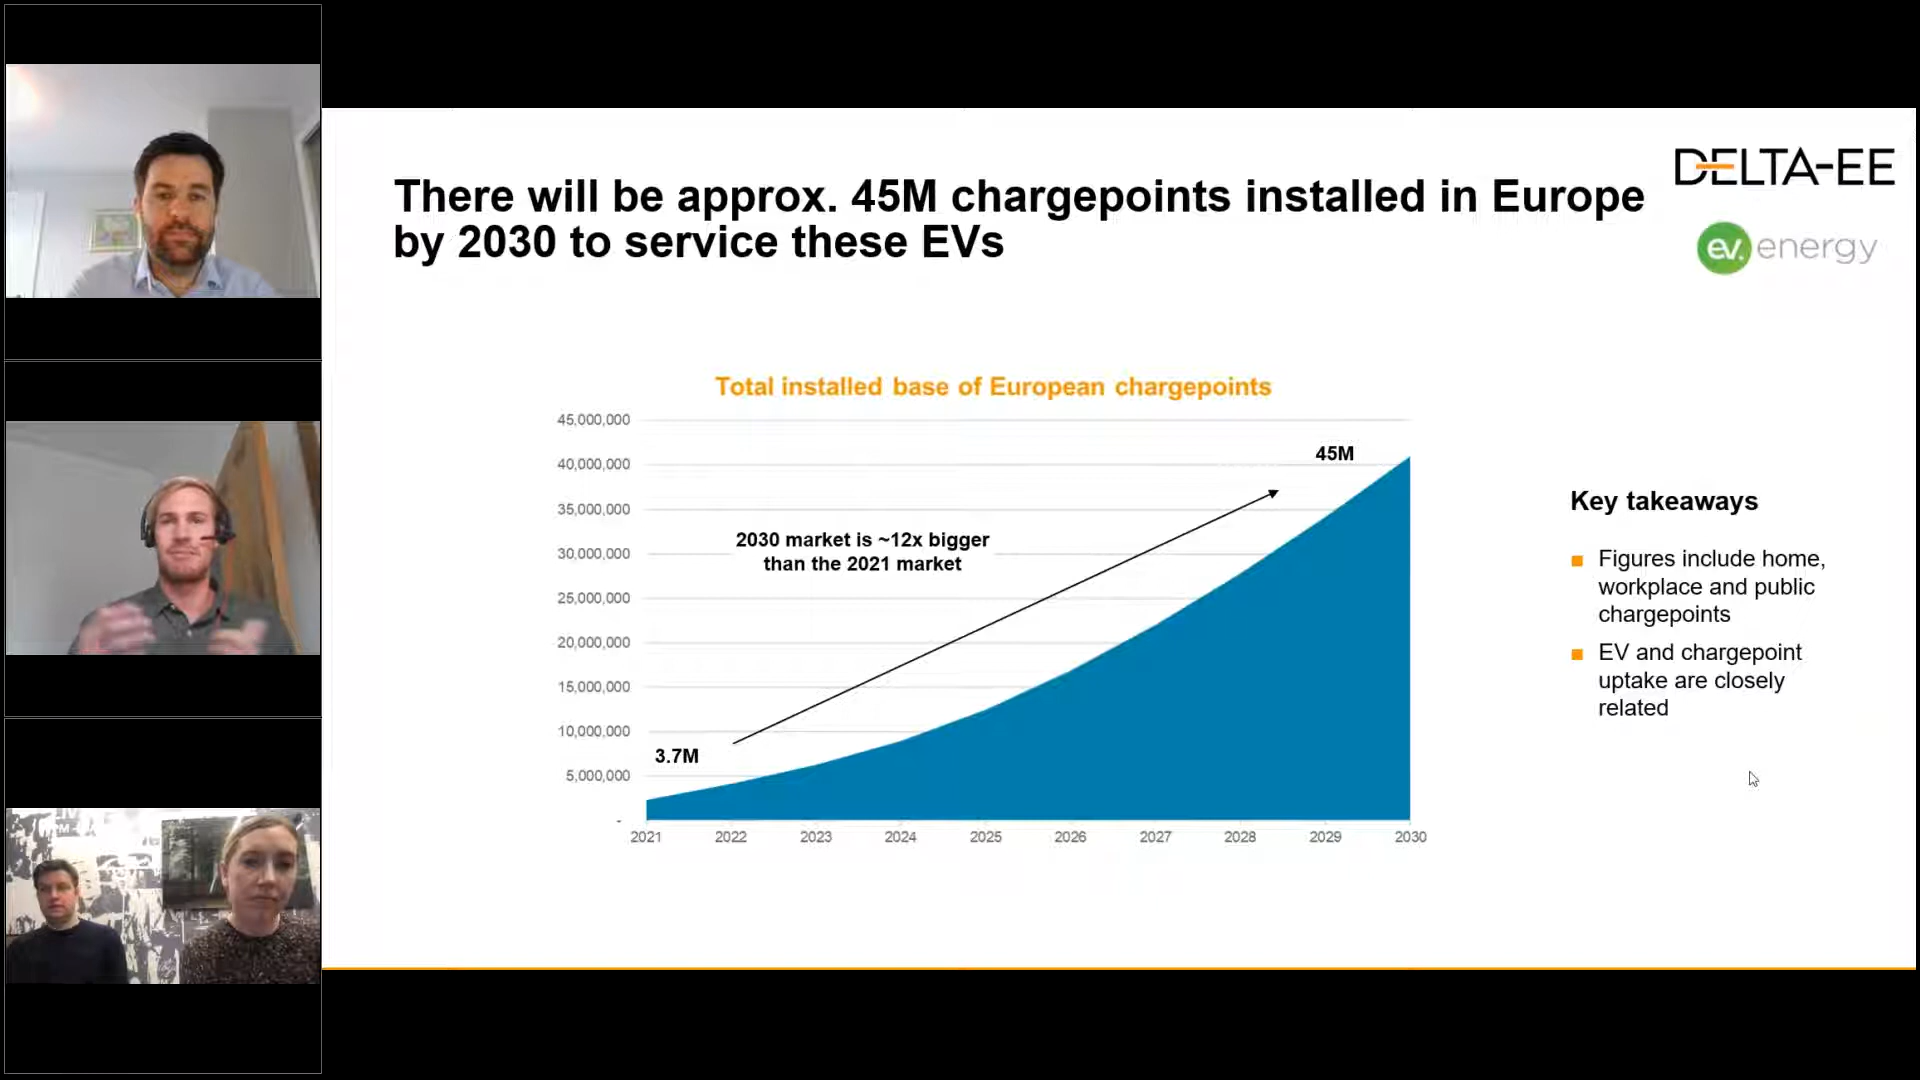 There will be approx. 45M chargepoints installed in Europe
by 2030 to service these EVs
DELTA-EE
ev.energy
Total installed base of European chargepoints
45,000,000
40,000,000
35,000,000
30,000,000
25,000,000
20,000,000
15,000,000
10,000,000
5,000,000
-
45M
2030 market is ~12x bigger
than the 2021 market
3.7M
2021 2022 2023 2024 2025 2026 2027 2028 2029 2030
Key takeaways
Figures include home,
workplace and public
chargepoints
EV and chargepoint
uptake are closely
related